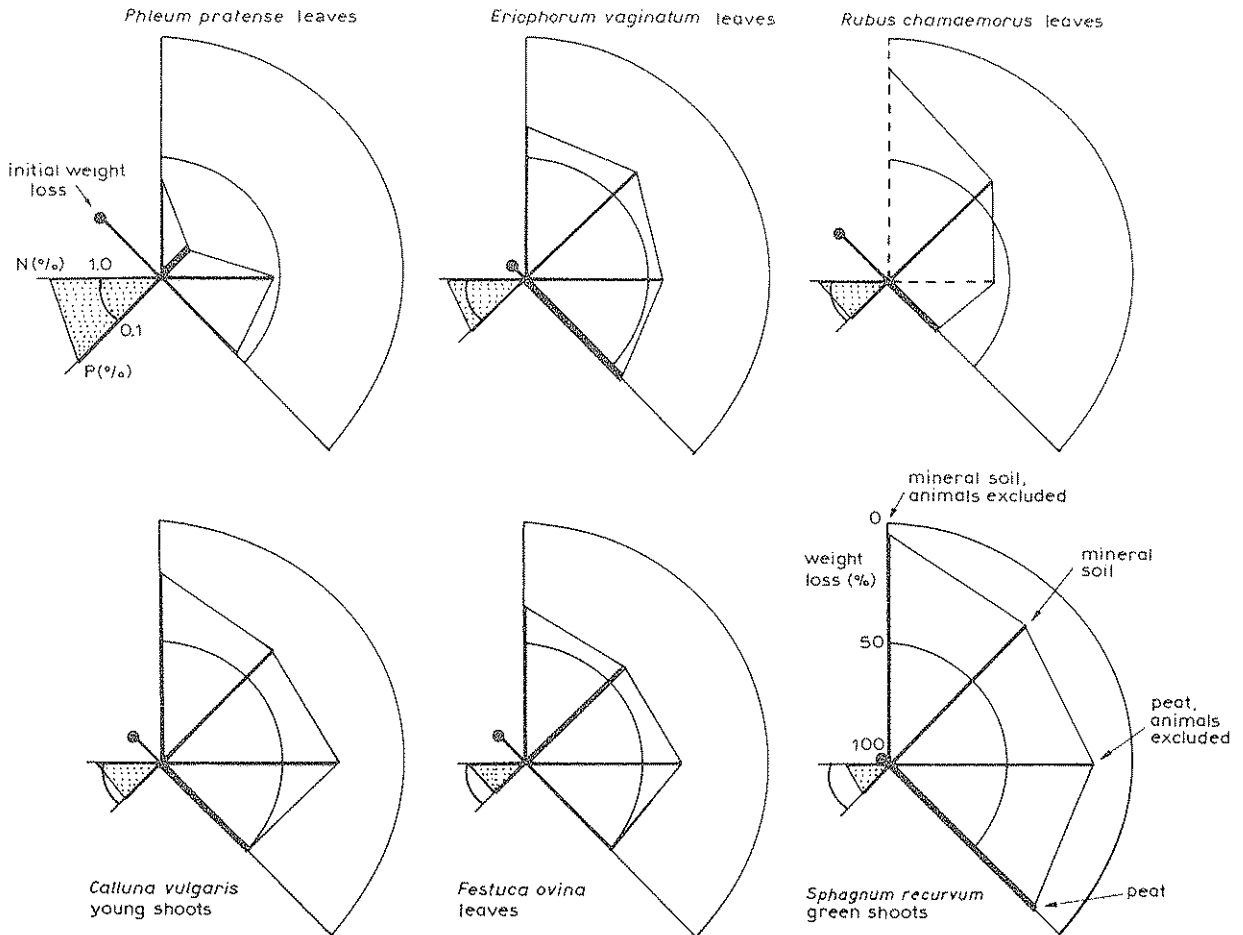 Phleum pratense leaves
Eriophorum vaginatum leaves
Rubus chamaemorus leaves
initial weight
loss
N (%)
1.0
0.1
P (%)
mineral soil,
animals excluded
0
weight
loss (%)
mineral
soil
50
100
peat,
animals
excluded
peat
Calluna vulgaris
young shoots
Festuca ovina
leaves
Sphagnum recurvum
green shoots